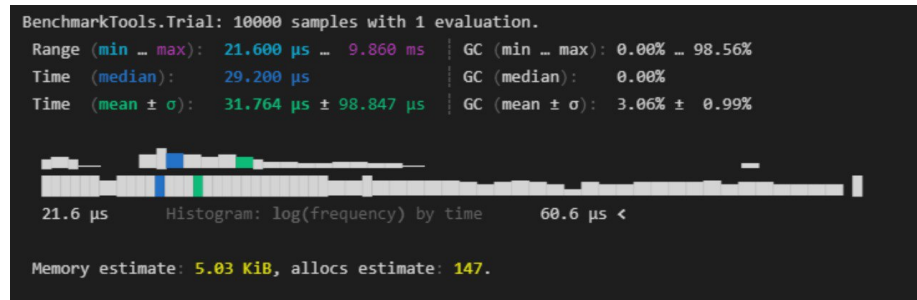 BenchmarkTools.Trial: 10000 samples with 1 evaluation.
Range (min … max): 21.600 μs … 9.860 ms ┊ GC (min … max): 0.00% … 98.56%
Time (median): 29.200 μs ┊ GC (median): 0.00%
Time (mean ± σ): 31.764 μs ± 98.847 μs ┊ GC (mean ± σ): 3.06% ± 0.99%
21.6 μs Histogram: log(frequency) by time 60.6 μs <
Memory estimate: 5.03 KiB, allocs estimate: 147.